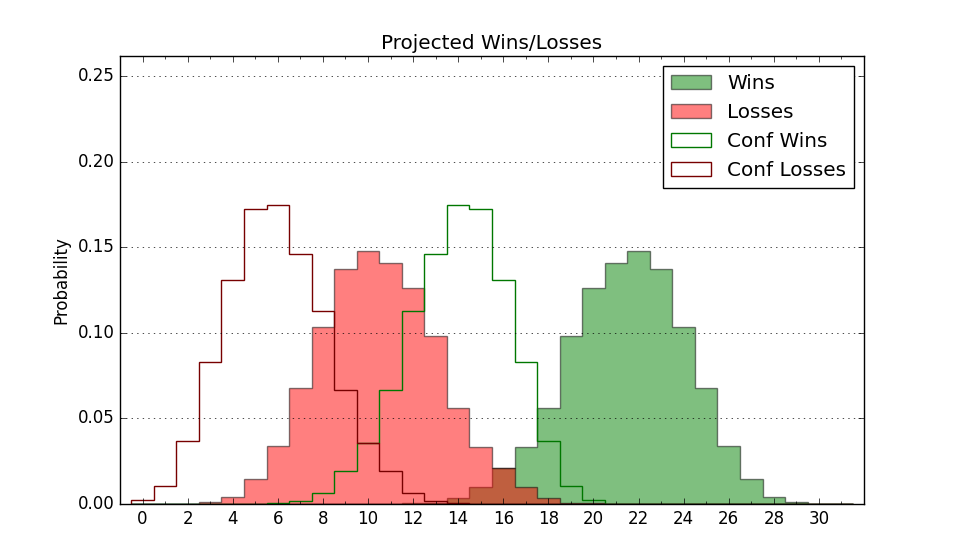 Projected Wins/Losses
0.25
0.20
0.15
0.10
0.05
0.00
Probability
Wins
Losses
Conf Wins
Conf Losses
0 2 4 6 8 10 12 14 16 18 20 22 24 26 28 30